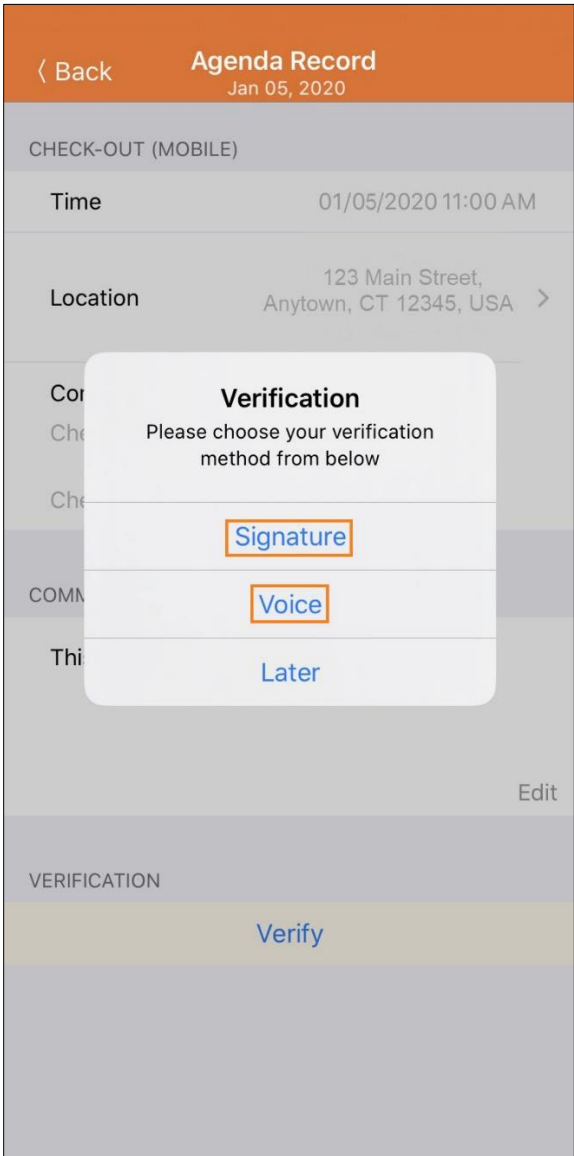 Back
Agenda Record
Jan 05, 2020
CHECK-OUT (MOBILE)
Time 01/05/2020 11:00 AM
Location 123 Main Street,
Anytown, CT 12345, USA
Verification
Please choose your verification
method from below
Signature
Voice
Later
Edit
VERIFICATION
Verify